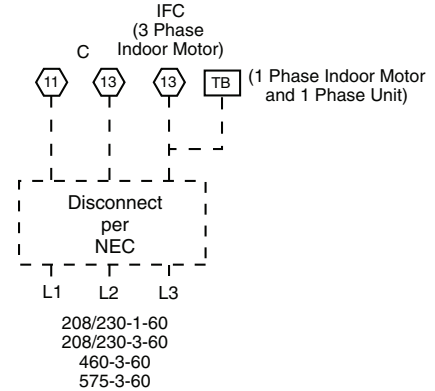 IFC
(3 Phase
Indoor Motor)
C
11
13
13
TB
(1 Phase Indoor Motor
and 1 Phase Unit)
Disconnect
per
NEC
L1
L2
L3
208/230-1-60
208/230-3-60
460-3-60
575-3-60